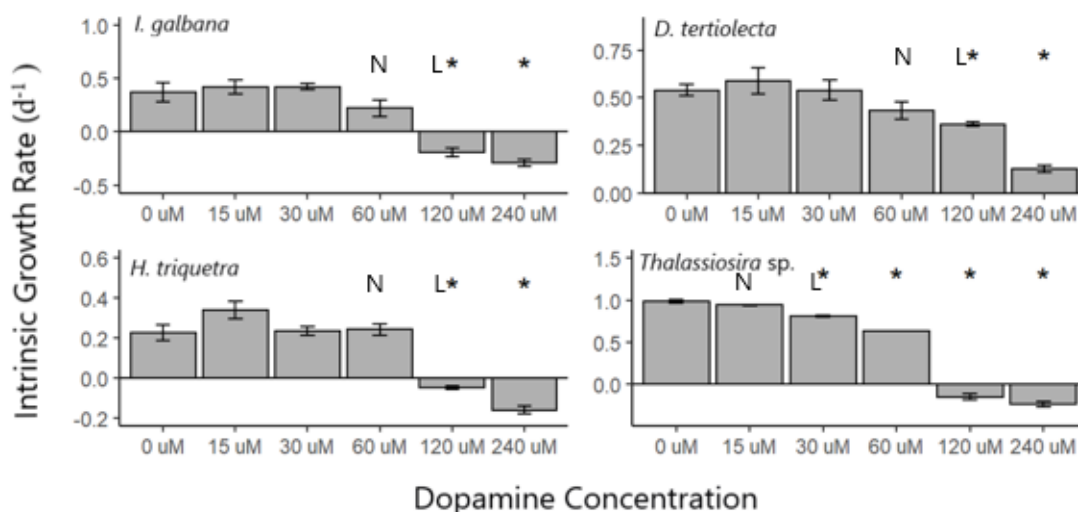 Intrinsic Growth Rate (d⁻¹)
I. galbana
1.0
0.5
0.0
-0.5
N L* *
0 uM 15 uM 30 uM 60 uM 120 uM 240 uM
D. tertiolecta
0.75
0.50
0.25
0.00
N L* *
0 uM 15 uM 30 uM 60 uM 120 uM 240 uM
H. triquetra
0.6
0.4
0.2
0.0
-0.2
N L* *
0 uM 15 uM 30 uM 60 uM 120 uM 240 uM
Thalassiosira sp.
1.5
1.0
0.5
0.0
N L* * * *
0 uM 15 uM 30 uM 60 uM 120 uM 240 uM
Dopamine Concentration